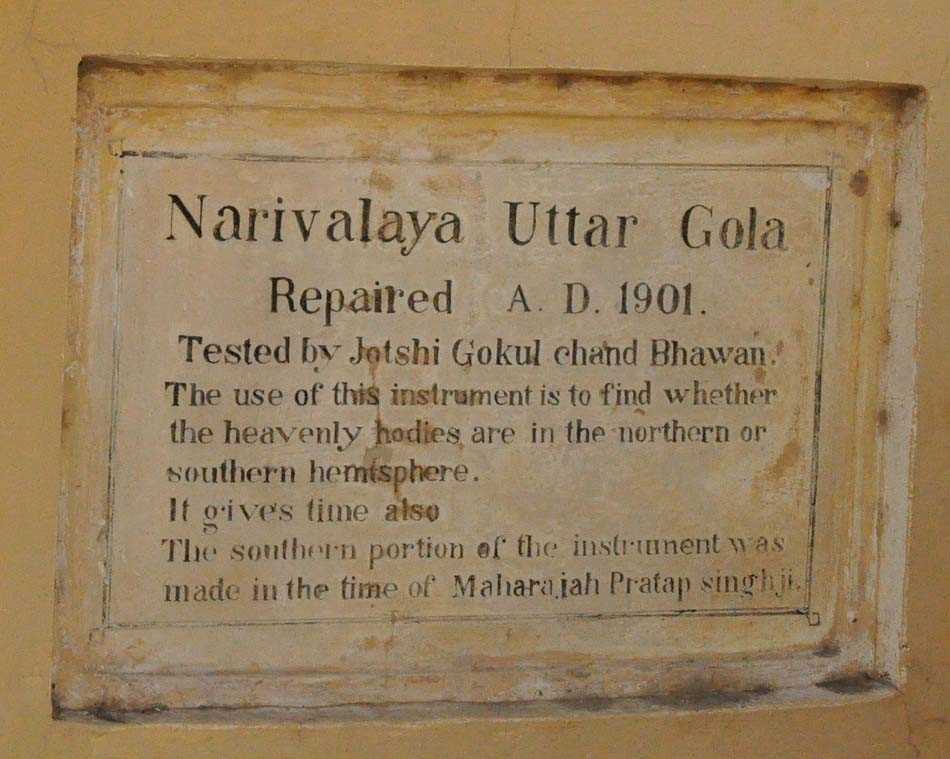 Narivalaya Uttar Gola
Repaired A. D. 1901.
Tested by Jotshi Gokul chand Bhawan.
The use of this instrument is to find whether
the heavenly bodies are in the northern or
southern hemisphere.
It gives time also
The southern portion of the instrument was
made in the time of Maharajah Pratap singhji.